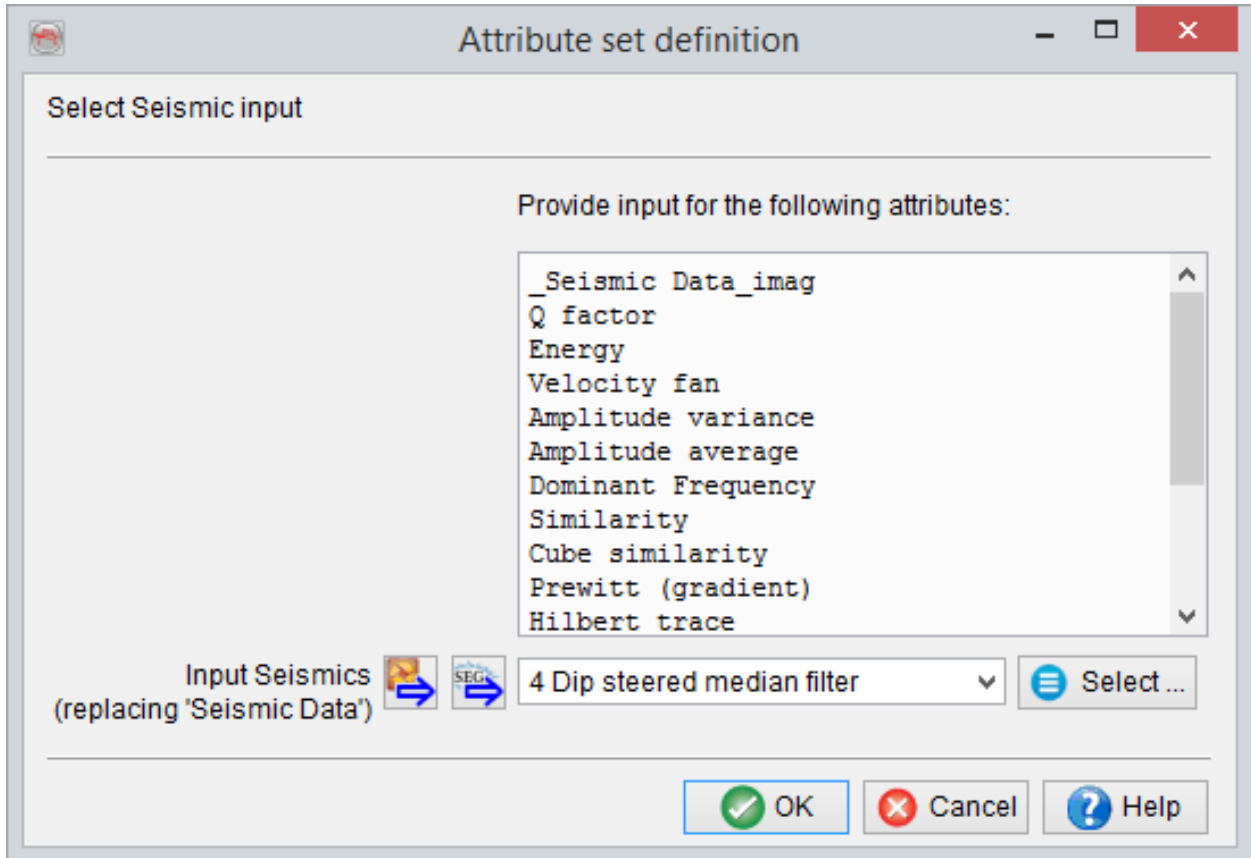 Attribute set definition
Select Seismic input
Provide input for the following attributes:
_Seismic Data_imag
Q factor
Energy
Velocity fan
Amplitude variance
Amplitude average
Dominant Frequency
Similarity
Cube similarity
Prewitt (gradient)
Hilbert trace
Input Seismics
(replacing 'Seismic Data')
SEG
4 Dip steered median filter
Select ...
OK
Cancel
Help